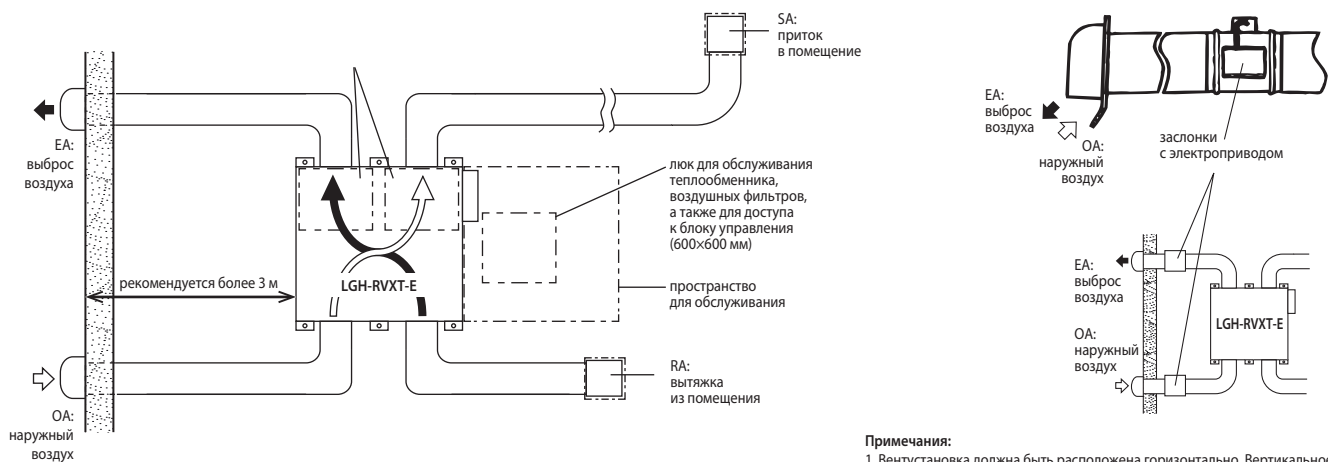 SA:
приток
в помещение
EA:
выброс
воздуха
люк для обслуживания
теплообменника,
воздушных фильтров,
а также для доступа
к блоку управления
(600×600 мм)
рекомендуется более 3 м
LGH-RVXT-E
пространство
для обслуживания
RA:
вытяжка
из помещения
OA:
наружный
воздух
EA:
выброс
воздуха
OA:
наружный
воздух
заслонки
с электроприводом
EA:
выброс
воздуха
OA:
наружный
воздух
LGH-RVXT-E
Примечания:
1. Вентустановка должна быть расположена горизонтально. Вертикальное